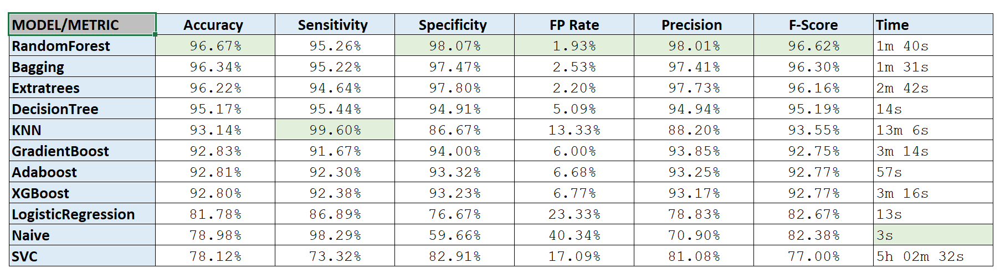 MODEL/METRIC Accuracy Sensitivity Specificity FP Rate Precision F-Score Time
RandomForest 96.67% 95.26% 98.07% 1.93% 98.01% 96.62% 1m 40s
Bagging 96.34% 95.22% 97.47% 2.53% 97.41% 96.30% 1m 31s
Extratrees 96.22% 94.64% 97.80% 2.20% 97.73% 96.16% 2m 42s
DecisionTree 95.17% 95.44% 94.91% 5.09% 94.94% 95.19% 14s
KNN 93.14% 99.60% 86.67% 13.33% 88.20% 93.55% 13m 6s
GradientBoost 92.83% 91.67% 94.00% 6.00% 93.85% 92.75% 3m 14s
Adaboost 92.81% 92.30% 93.32% 6.68% 93.25% 92.77% 57s
XGBoost 92.80% 92.38% 93.23% 6.77% 93.17% 92.77% 3m 16s
LogisticRegression 81.78% 86.89% 76.67% 23.33% 78.83% 82.67% 13s
Naive 78.98% 98.29% 59.66% 40.34% 70.90% 82.38% 3s
SVC 78.12% 73.32% 82.91% 17.09% 81.08% 77.00% 5h 02m 32s